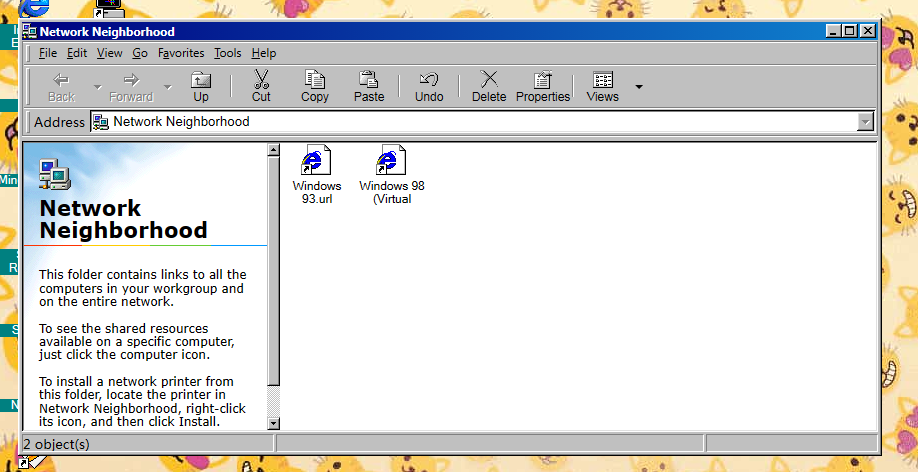 Network Neighborhood
File Edit View Go Favorites Tools Help
Back Forward Up Cut Copy Paste Undo Delete Properties Views
Address Network Neighborhood
Network
Neighborhood
This folder contains links to all the
computers in your workgroup and
on the entire network.
To see the shared resources
available on a specific computer,
just click the computer icon.
To install a network printer from
this folder, locate the printer in
Network Neighborhood, right-click
its icon, and then click Install.
Windows
93.url
Windows 98
(Virtual
2 object(s)